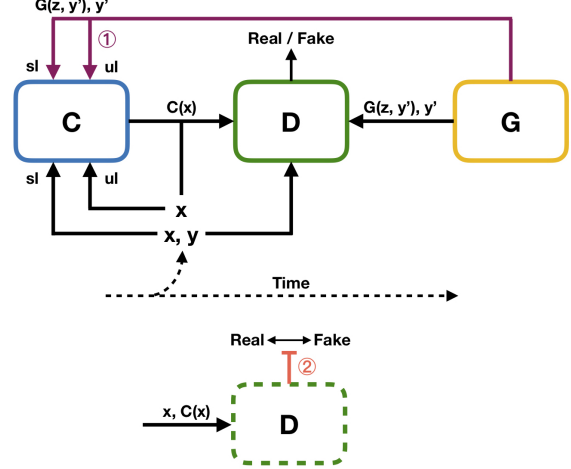 G(z, y’), y’
①
sl
ul
Real / Fake
C
C(x)
D
G(z, y’), y’
G
sl
ul
x
x, y
Time
Real
Fake
②
x, C(x)
D